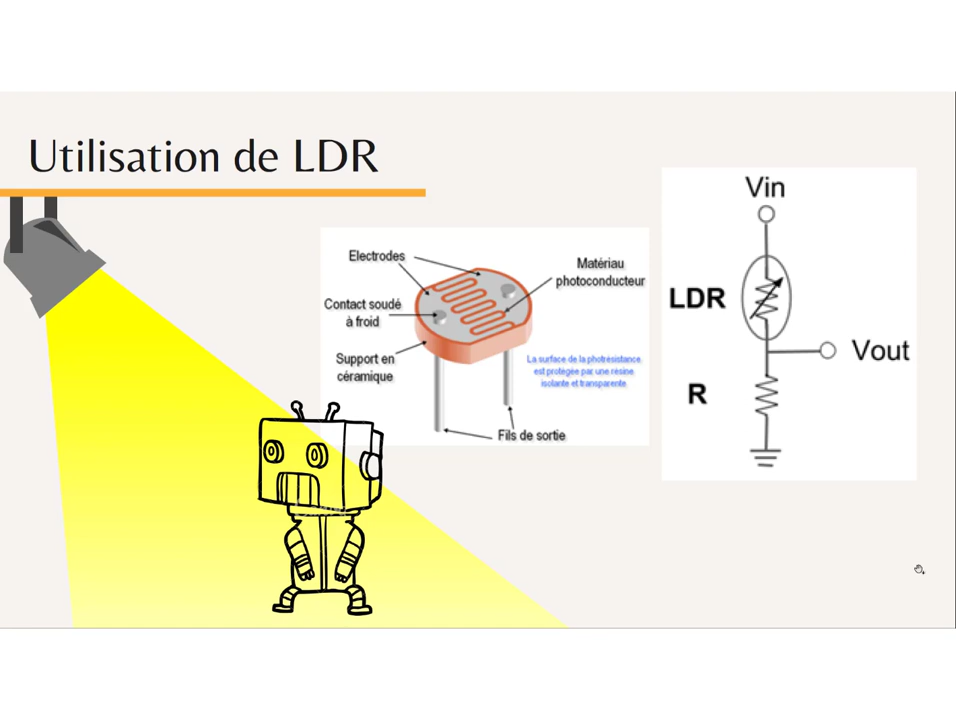 Utilisation de LDR
Electrodes
Contact soudé
à froid
Support en
céramique
Matériau
photoconducteur
La surface de la photrésistance
est protégée par une résine
isolante et transparente.
Fils de sortie
Vin
LDR
Vout
R